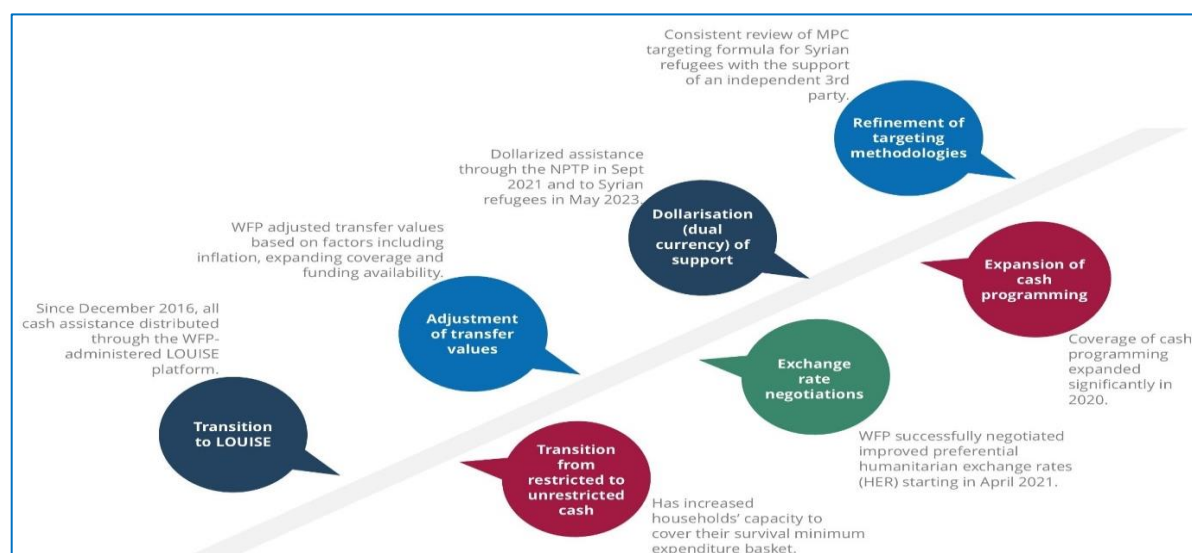 Consistent review of MPC
targeting formula for Syrian
refugees with the support
of an independent 3rd
party.
Refinement of
targeting
methodologies
Dollarized assistance
through the NPTP in Sept
2021 and to Syrian
refugees in May 2023.
Dollarisation
(dual
currency) of
support
WFP adjusted transfer values
based on factors including
inflation, expanding coverage and
funding availability.
Adjustment
of transfer
values
Since December 2016, all
cash assistance distributed
through the WFP-
administered LOUISE
platform.
Transition
to LOUISE
Expansion of
cash
programming
Coverage of cash
programming
expanded
significantly in
2020.
Exchange
rate
negotiations
WFP successfully negotiated
improved preferential
humanitarian exchange rates
(HER) starting in April 2021.
Transition
from
restricted to
unrestricted
cash
Has increased
households' capacity to
cover their survival minimum
expenditure basket.